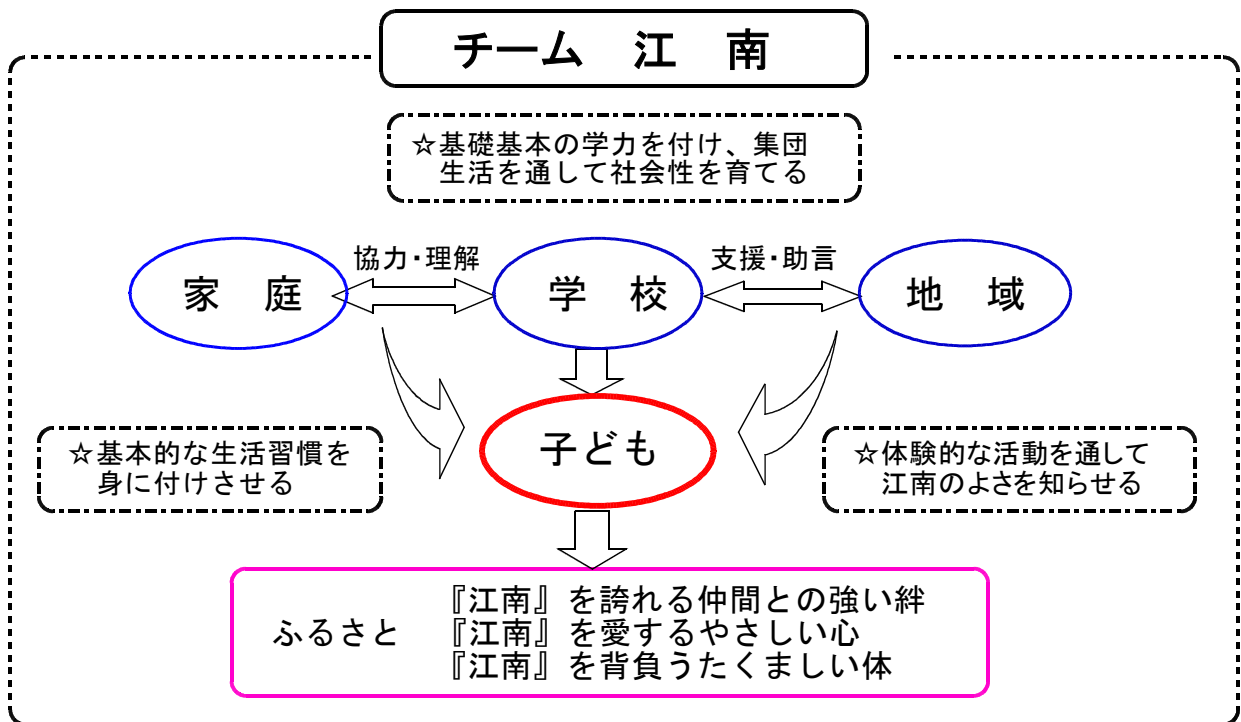 チーム 江 南
☆基礎基本の学力を付け、集団
生活を通して社会性を育てる
協力・理解
支援・助言
家 庭
学 校
地 域
子ども
☆基本的な生活習慣を
身に付けさせる
☆体験的な活動を通して
江南のよさを知らせる
『江南』を誇れる仲間との強い絆
ふるさと 『江南』を愛するやさしい心
『江南』を背負うたくましい体